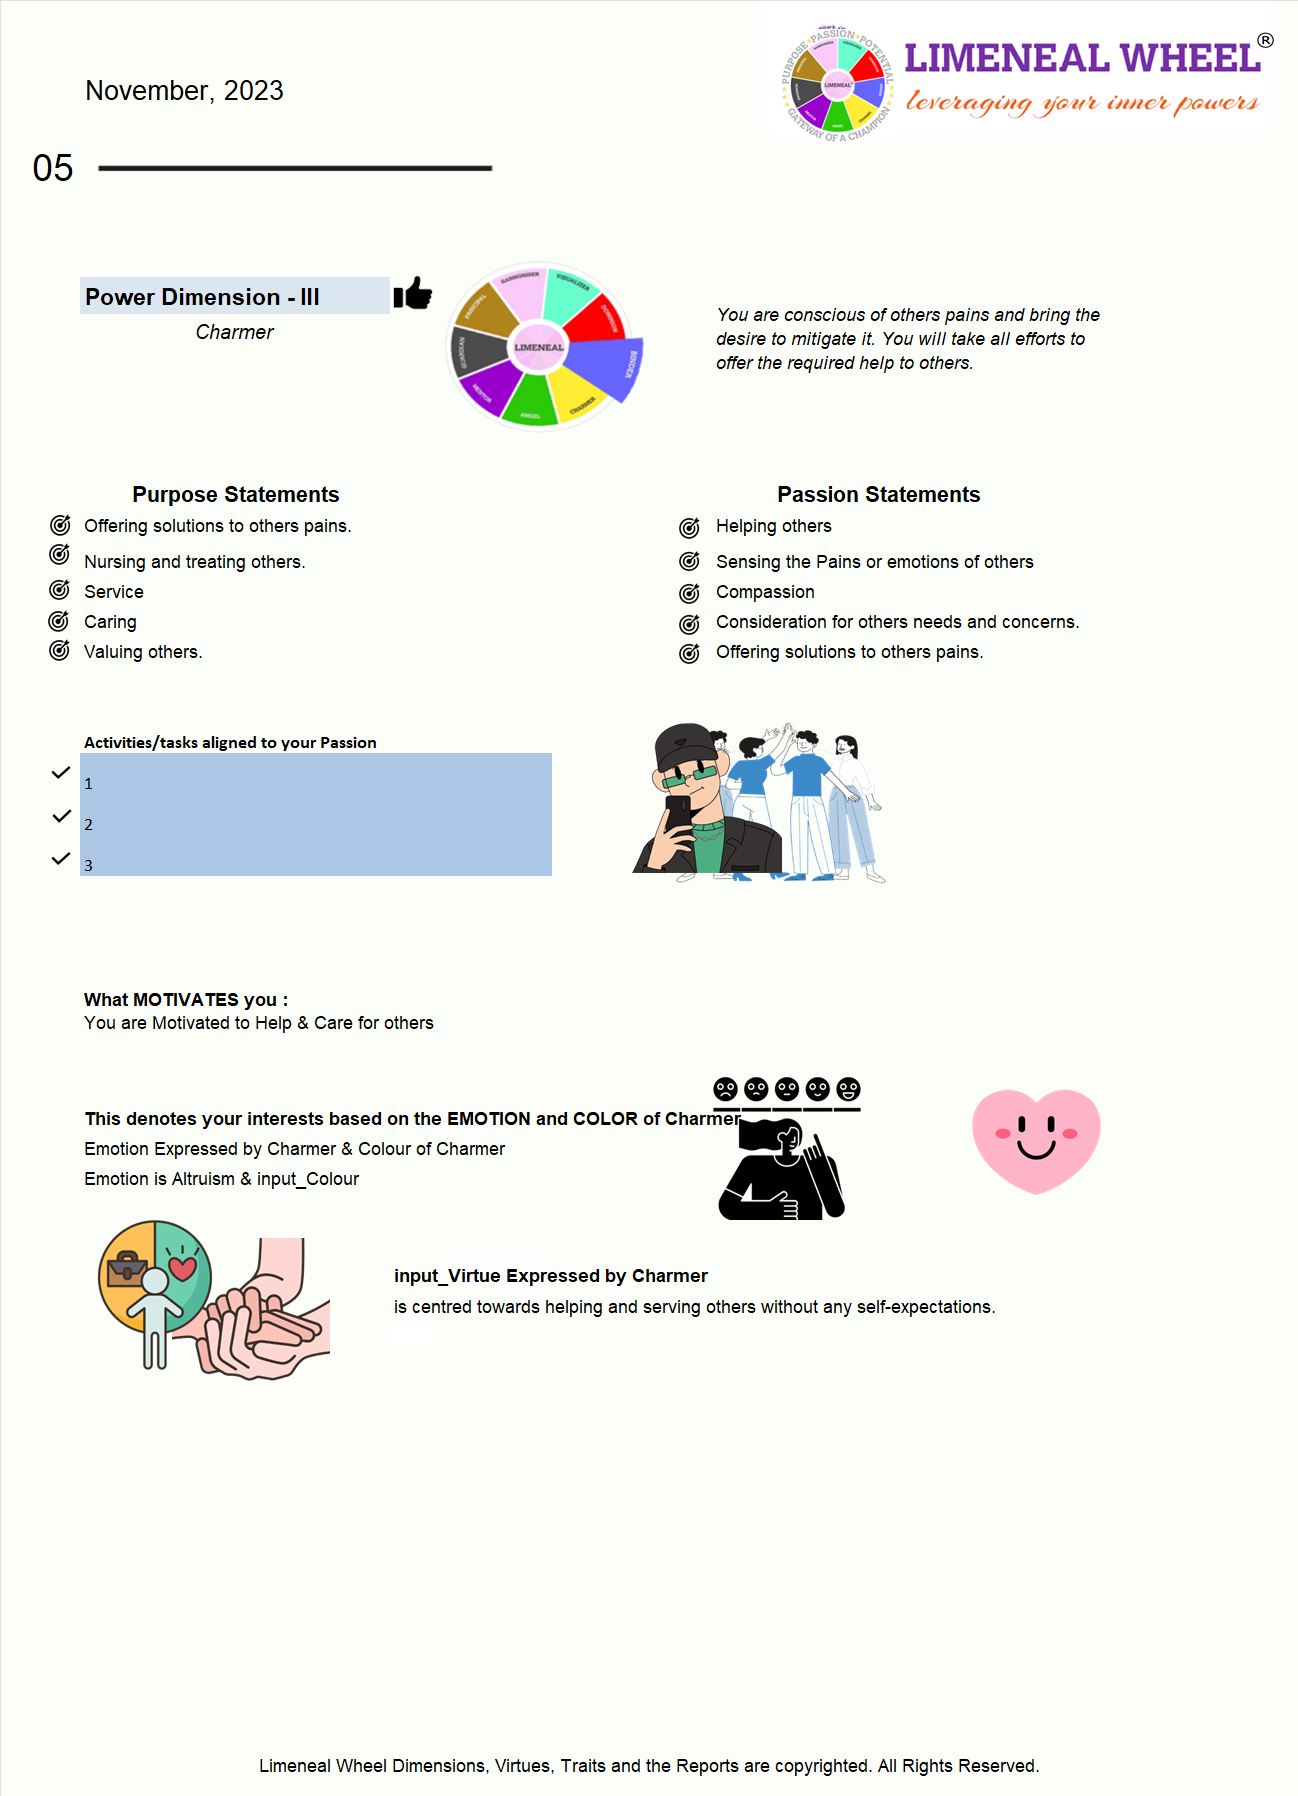 PURPOSE • PASSION • POTENTIAL
GATEWAY OF A CHAMPION
LIMENEAL
LIMENEAL WHEEL®
leveraging your inner powers
November, 2023
05
Power Dimension - III
Charmer
HARMONISER
VISUALIZER
DOMINION
BINDER
CHARMER
ANGEL
MENTOR
GUARDIAN
PRINCIPAL
LIMENEAL
You are conscious of others pains and bring the
desire to mitigate it. You will take all efforts to
offer the required help to others.
Purpose Statements
Offering solutions to others pains.
Nursing and treating others.
Service
Caring
Valuing others.
Passion Statements
Helping others
Sensing the Pains or emotions of others
Compassion
Consideration for others needs and concerns.
Offering solutions to others pains.
Activities/tasks aligned to your Passion
1
2
3
What MOTIVATES you :
You are Motivated to Help & Care for others
This denotes your interests based on the EMOTION and COLOR of Charmer
Emotion Expressed by Charmer & Colour of Charmer
Emotion is Altruism & input_Colour
input_Virtue Expressed by Charmer
is centred towards helping and serving others without any self-expectations.
Limeneal Wheel Dimensions, Virtues, Traits and the Reports are copyrighted. All Rights Reserved.